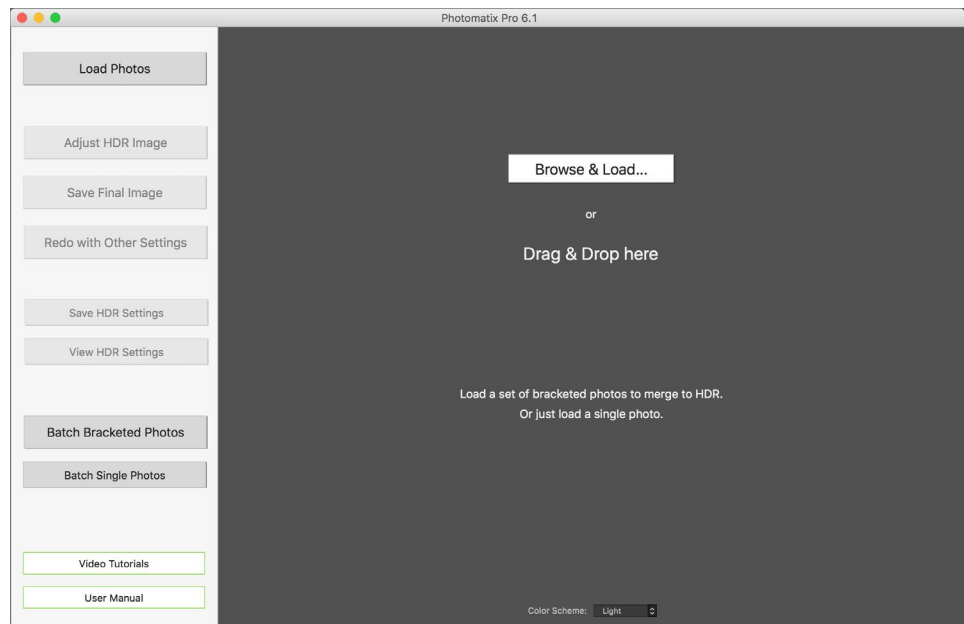 Photomatix Pro 6.1
Load Photos
Adjust HDR Image
Save Final Image
Redo with Other Settings
Save HDR Settings
View HDR Settings
Batch Bracketed Photos
Batch Single Photos
Video Tutorials
User Manual
Browse & Load...
or
Drag & Drop here
Load a set of bracketed photos to merge to HDR.
Or just load a single photo.
Color Scheme: Light